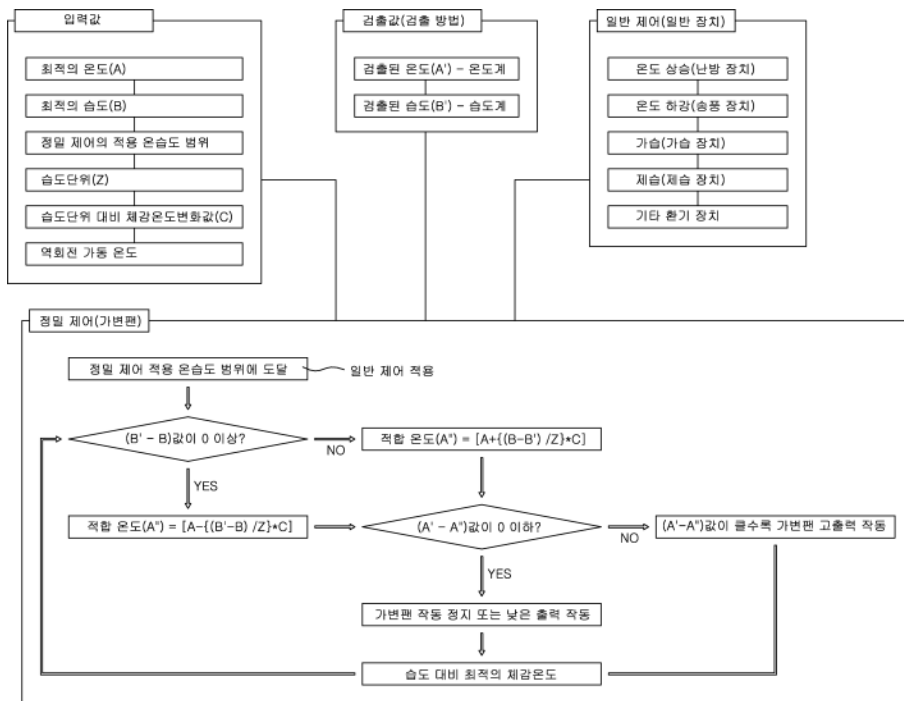 입력값
최적의 온도(A)
최적의 습도(B)
정밀 제어의 적용 온습도 범위
습도단위(Z)
습도단위 대비 체감온도변화값(C)
역회전 가동 온도
검출값(검출 방법)
검출된 온도(A') - 온도계
검출된 습도(B') - 습도계
일반 제어(일반 장치)
온도 상승(난방 장치)
온도 하강(송풍 장치)
가습(가습 장치)
제습(제습 장치)
기타 환기 장치
정밀 제어(가변팬)
정밀 제어 적용 온습도 범위에 도달
일반 제어 적용
(B' - B)값이 0 이상?
NO
적합 온도(A") = [A+{(B-B') /Z}*C]
YES
적합 온도(A") = [A-{(B'-B) /Z}*C]
(A' - A")값이 0 이하?
NO
(A'-A")값이 클수록 가변팬 고출력 작동
YES
가변팬 작동 정지 또는 낮은 출력 작동
습도 대비 최적의 체감온도